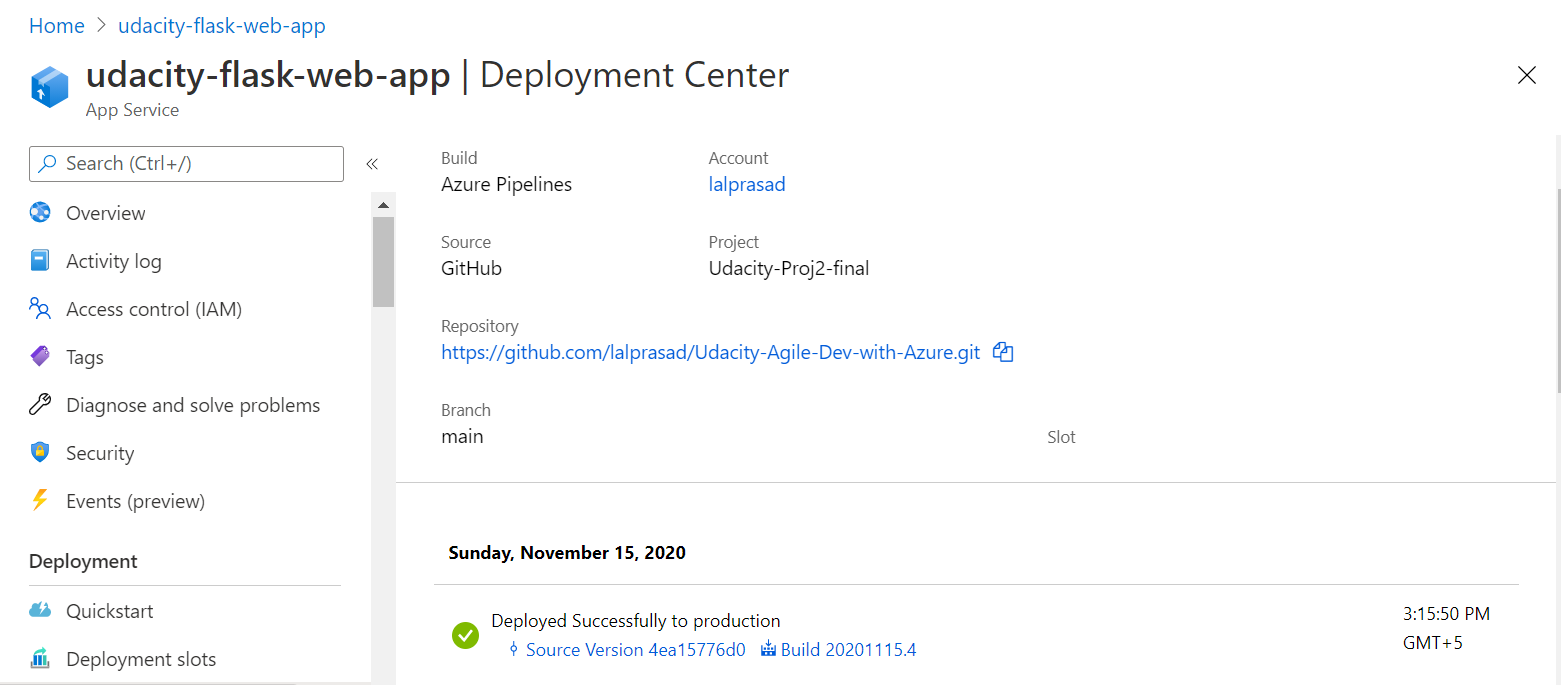 Home > udacity-flask-web-app
udacity-flask-web-app | Deployment Center
App Service
Search (Ctrl+/)
«
Overview
Activity log
Access control (IAM)
Tags
Diagnose and solve problems
Security
Events (preview)
Deployment
Quickstart
Deployment slots
Build
Azure Pipelines
Account
lalprasad
Source
GitHub
Project
Udacity-Proj2-final
Repository
https://github.com/lalprasad/Udacity-Agile-Dev-with-Azure.git
Branch
main
Slot
Sunday, November 15, 2020
Deployed Successfully to production
Source Version 4ea15776d0 Build 20201115.4
3:15:50 PM
GMT+5